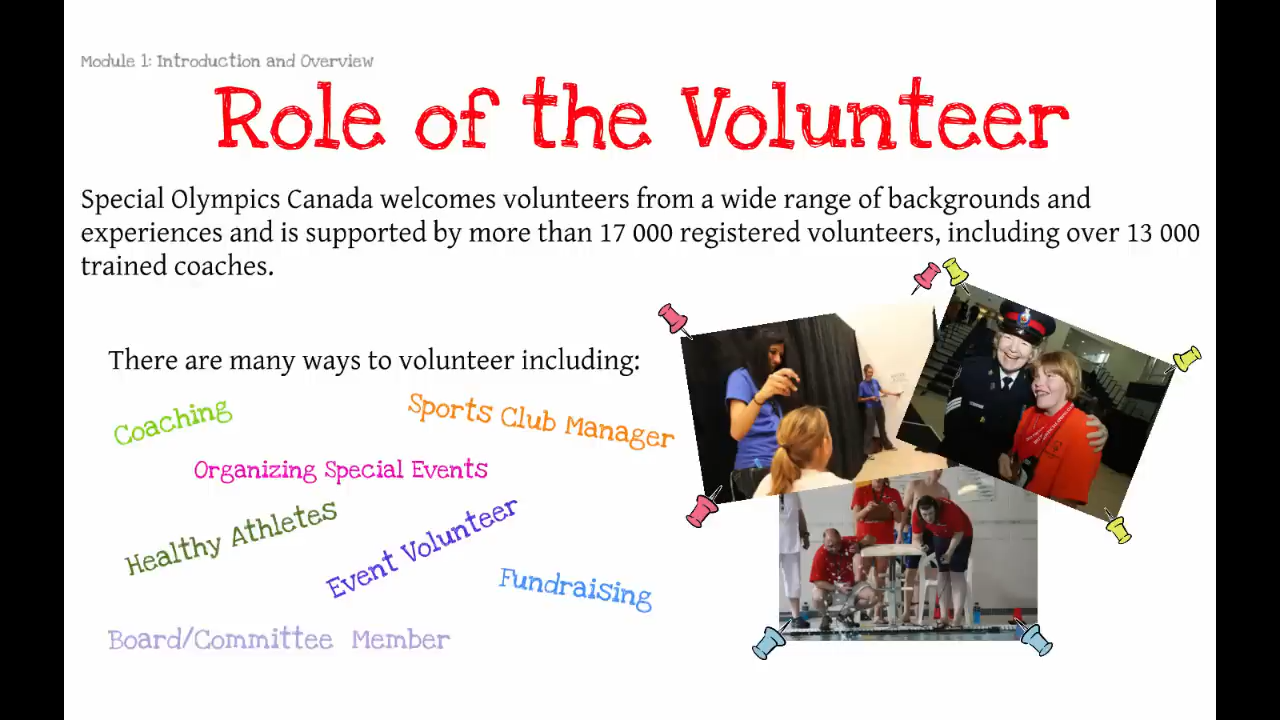 Module 1: Introduction and Overview
Role of the Volunteer
Special Olympics Canada welcomes volunteers from a wide range of backgrounds and
experiences and is supported by more than 17 000 registered volunteers, including over 13 000
trained coaches.
There are many ways to volunteer including:
Coaching
Sports Club Manager
Organizing Special Events
Healthy Athletes
Event Volunteer
Fundraising
Board/Committee Member